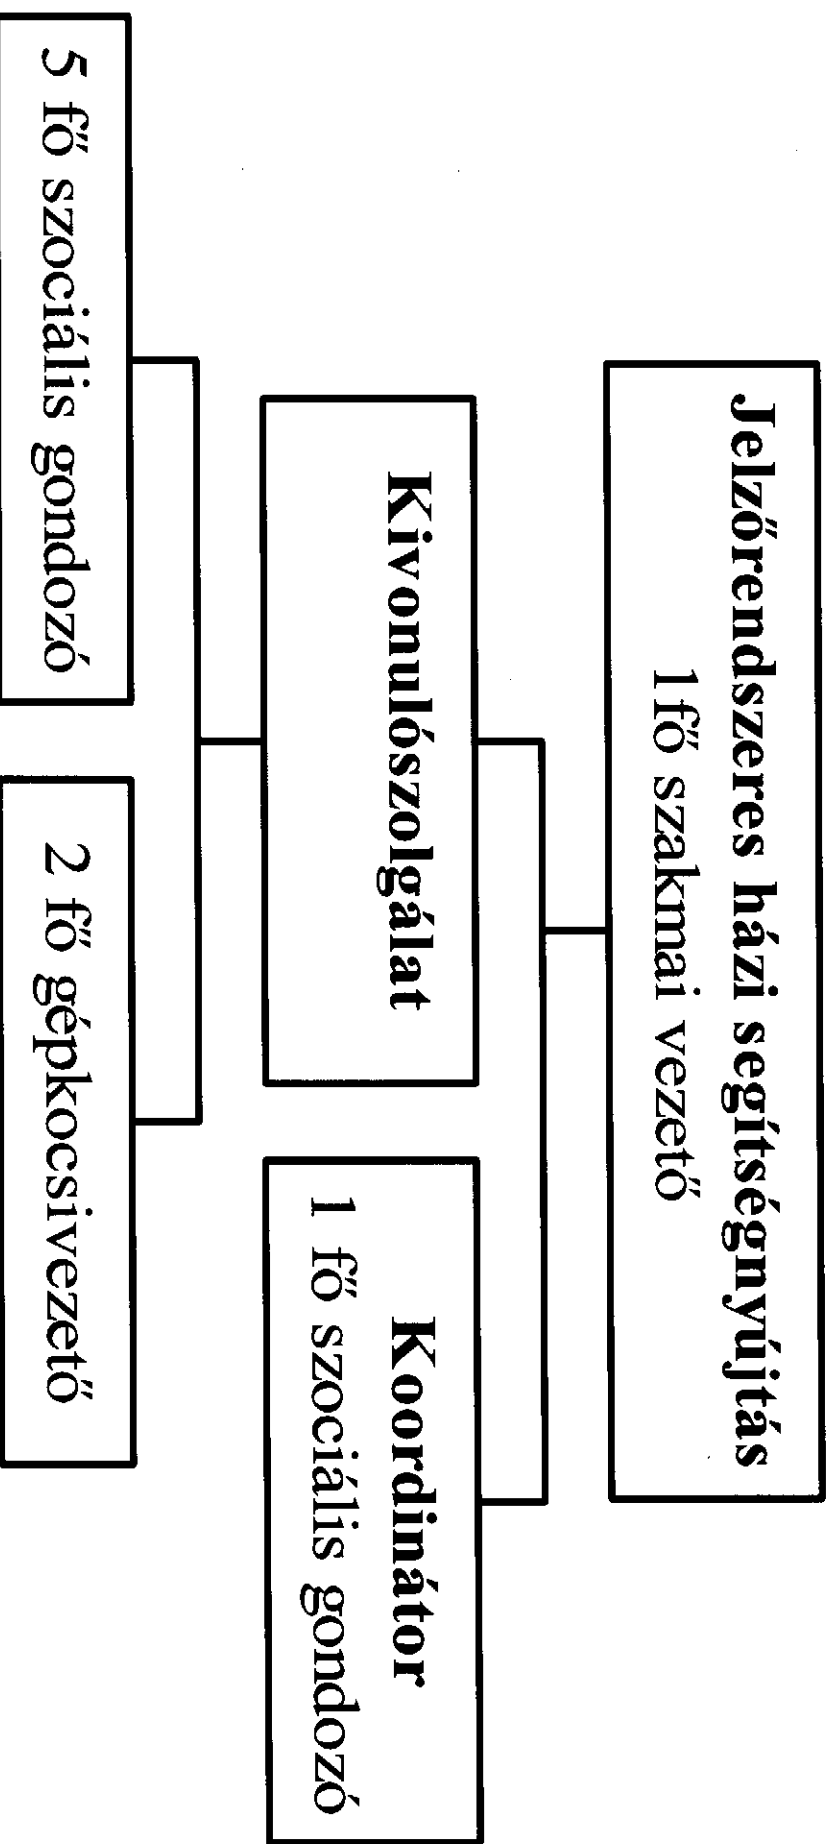 Jelzőrendszeres házi segítségnyújtás
1fő szakmai vezető
Kivonulószolgálat
Koordinátor
1 fő szociális gondozó
5 fő szociális gondozó
2 fő gépkocsivezető